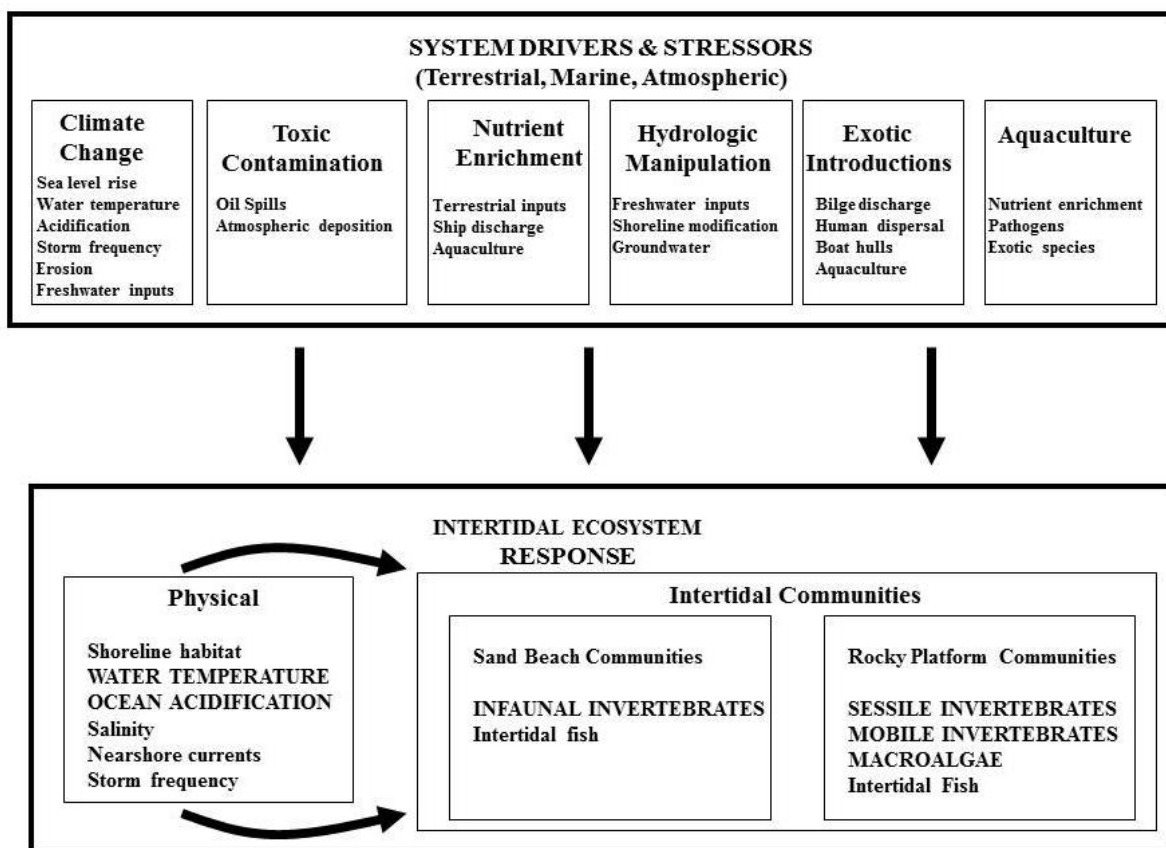 SYSTEM DRIVERS & STRESSORS
(Terrestrial, Marine, Atmospheric)
Climate
Change
Sea level rise
Water temperature
Acidification
Storm frequency
Erosion
Freshwater inputs
Toxic
Contamination
Oil Spills
Atmospheric deposition
Nutrient
Enrichment
Terrestrial inputs
Ship discharge
Aquaculture
Hydrologic
Manipulation
Freshwater inputs
Shoreline modification
Groundwater
Exotic
Introductions
Bilge discharge
Human dispersal
Boat hulls
Aquaculture
Aquaculture
Nutrient enrichment
Pathogens
Exotic species
INTERTIDAL ECOSYSTEM
RESPONSE
Physical
Shoreline habitat
WATER TEMPERATURE
OCEAN ACIDIFICATION
Salinity
Nearshore currents
Storm frequency
Intertidal Communities
Sand Beach Communities
INFAUNAL INVERTEBRATES
Intertidal fish
Rocky Platform Communities
SESSILE INVERTEBRATES
MOBILE INVERTEBRATES
MACROALGAE
Intertidal Fish